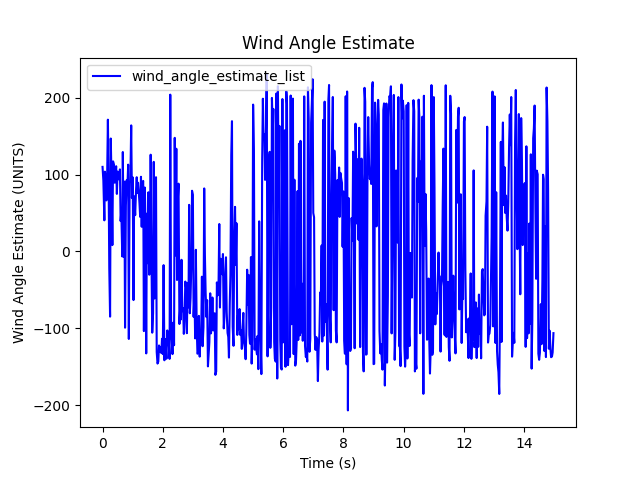 Wind Angle Estimate
wind_angle_estimate_list
Wind Angle Estimate (UNITS)
200
100
0
−100
−200
0 2 4 6 8 10 12 14
Time (s)